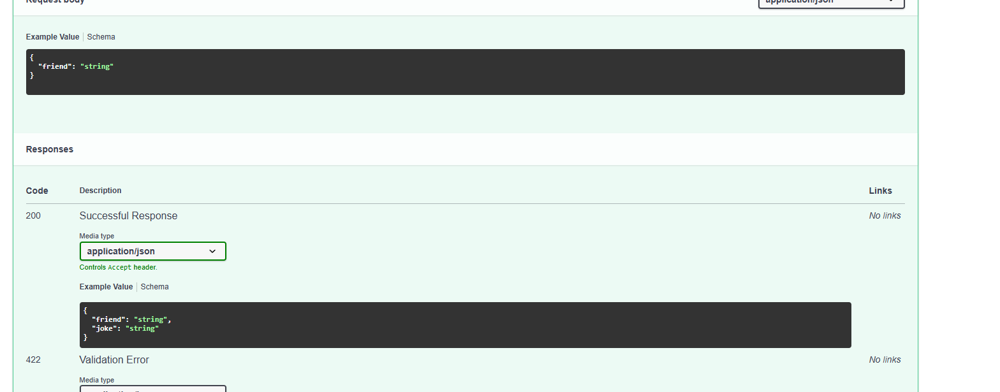 Request body
application/json
Example Value
Schema
{
"friend": "string"
}
Responses
Code
Description
Links
200
Successful Response
No links
Media type
application/json
Controls Accept header.
Example Value
Schema
{
"friend": "string",
"joke": "string"
}
422
Validation Error
No links
Media type